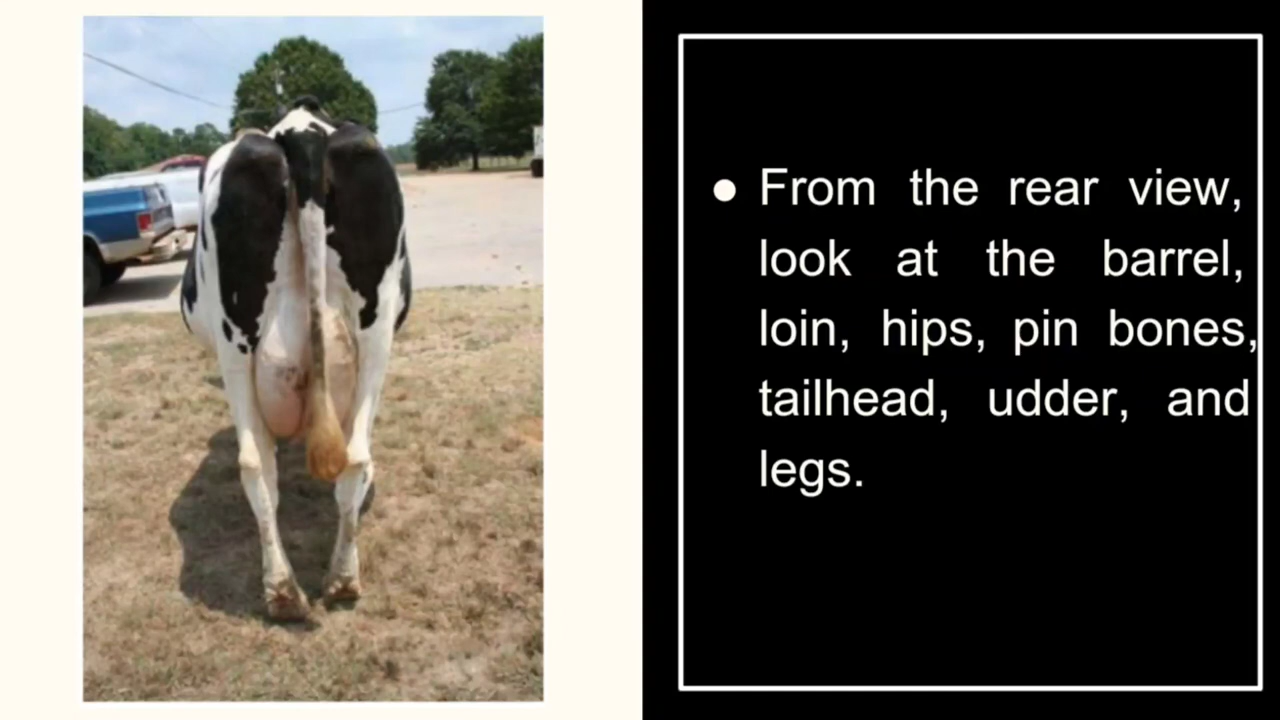 ● From the rear view,
look at the barrel,
loin, hips, pin bones,
tailhead, udder, and
legs.